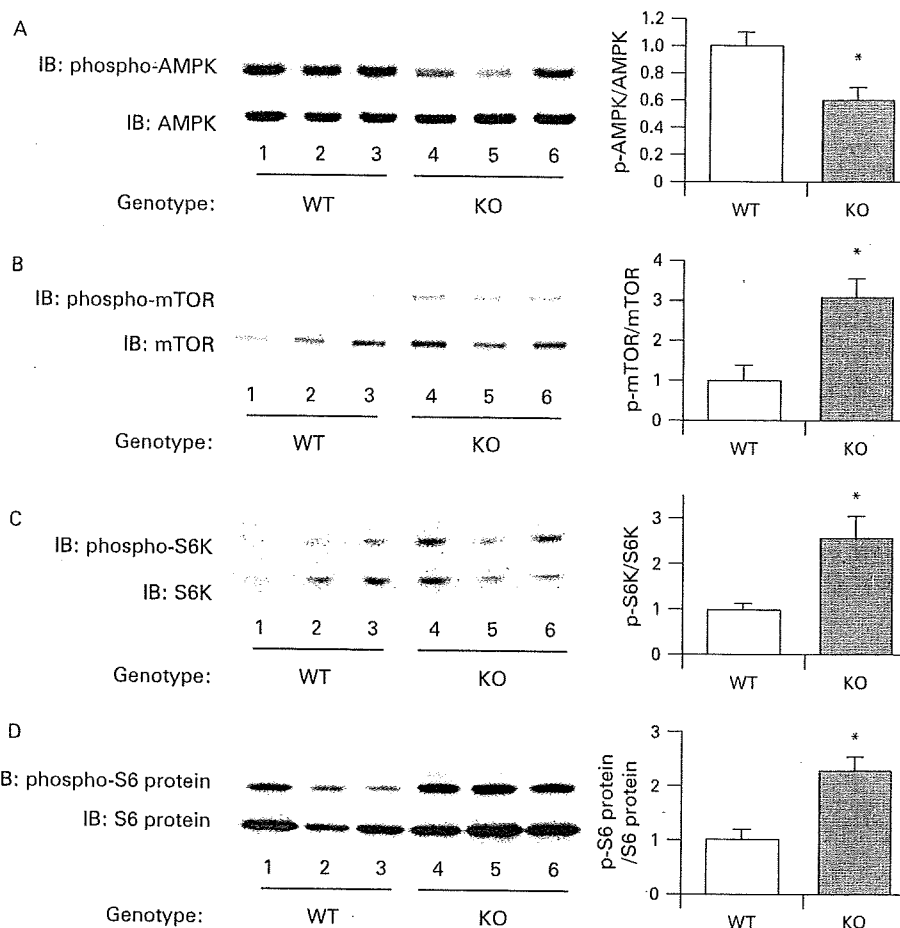 A
IB: phospho-AMPK
IB: AMPK
1 2 3 4 5 6
Genotype: WT KO
p-AMPK/AMPK
1.2
1.0
0.8
0.6
0.4
1.2
0
*
WT KO
B
IB: phospho-mTOR
IB: mTOR
1 2 3 4 5 6
Genotype: WT KO
p-mTOR/mTOR
4
3
2
1
0
*
WT KO
C
IB: phospho-S6K
IB: S6K
1 2 3 4 5 6
Genotype: WT KO
p-S6K/S6K
3
2
1
0
*
WT KO
D
B: phospho-S6 protein
IB: S6 protein
1 2 3 4 5 6
Genotype: WT KO
p-S6 protein
/S6 protein
3
2
1
0
*
WT KO